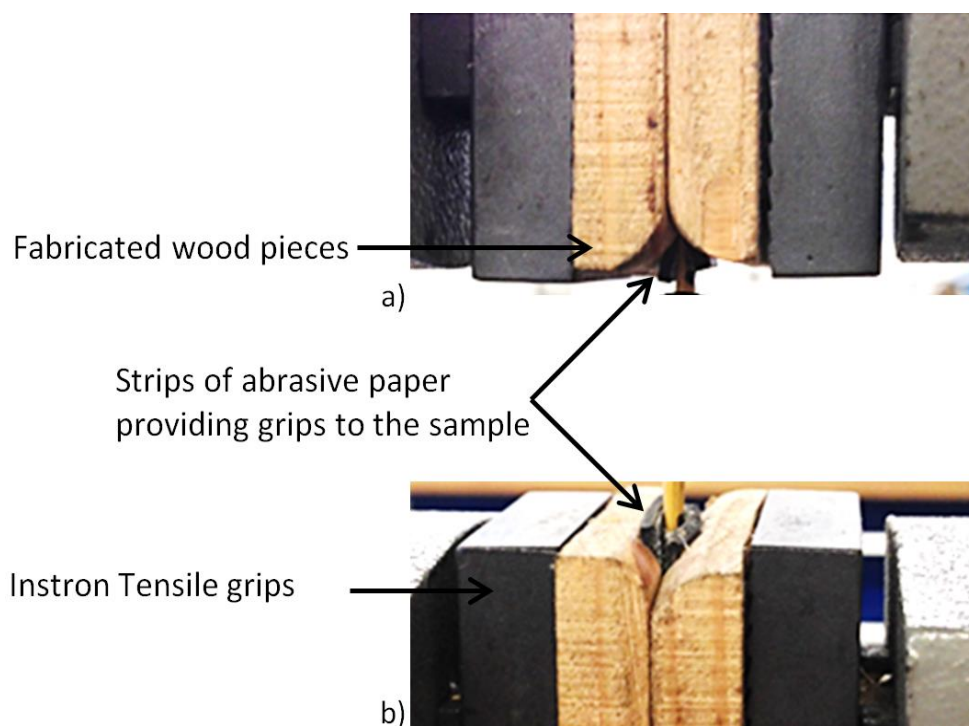 Fabricated wood pieces
a)
Strips of abrasive paper
providing grips to the sample
Instron Tensile grips
b)